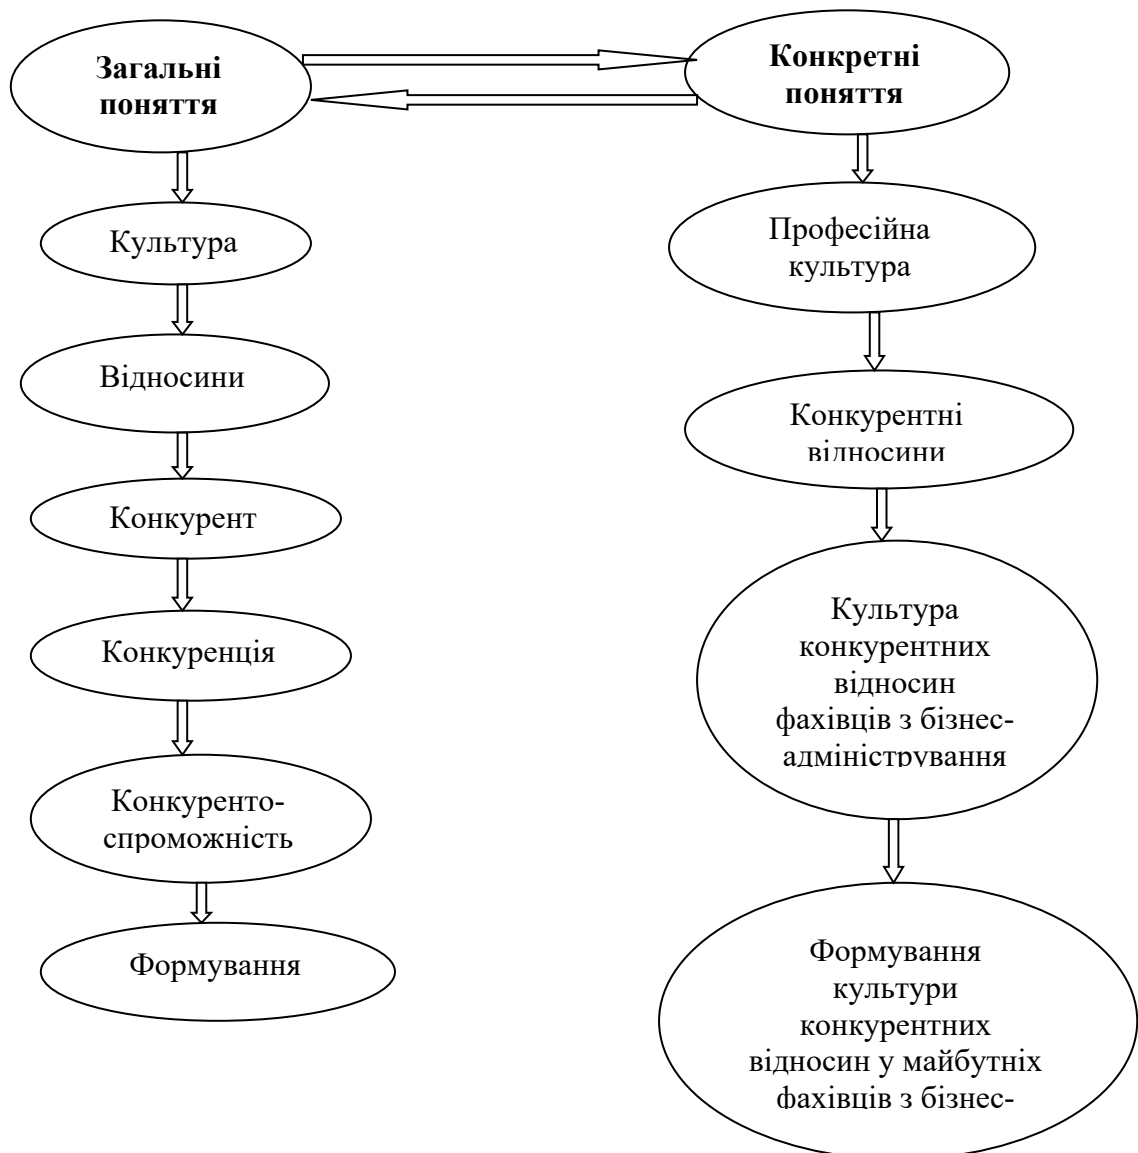 Загальні
поняття
Культура
Відносини
Конкурент
Конкуренція
Конкуренто-
спроможність
Формування
Конкретні
поняття
Професійна
культура
Конкурентні
відносини
Культура
конкурентних
відносин
фахівців з бізнес-
адміністрування
Формування
культури
конкурентних
відносин у майбутніх
фахівців з бізнес-